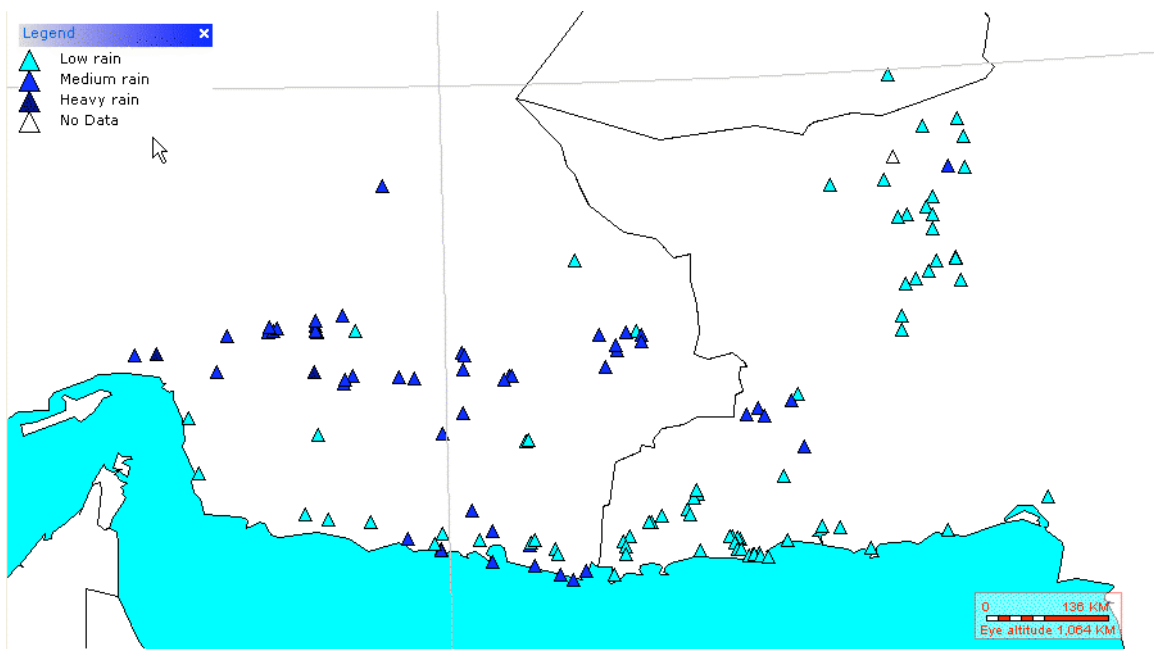 Legend
Low rain
Medium rain
Heavy rain
No Data
0 136 KM
Eye altitude 1,064 KM